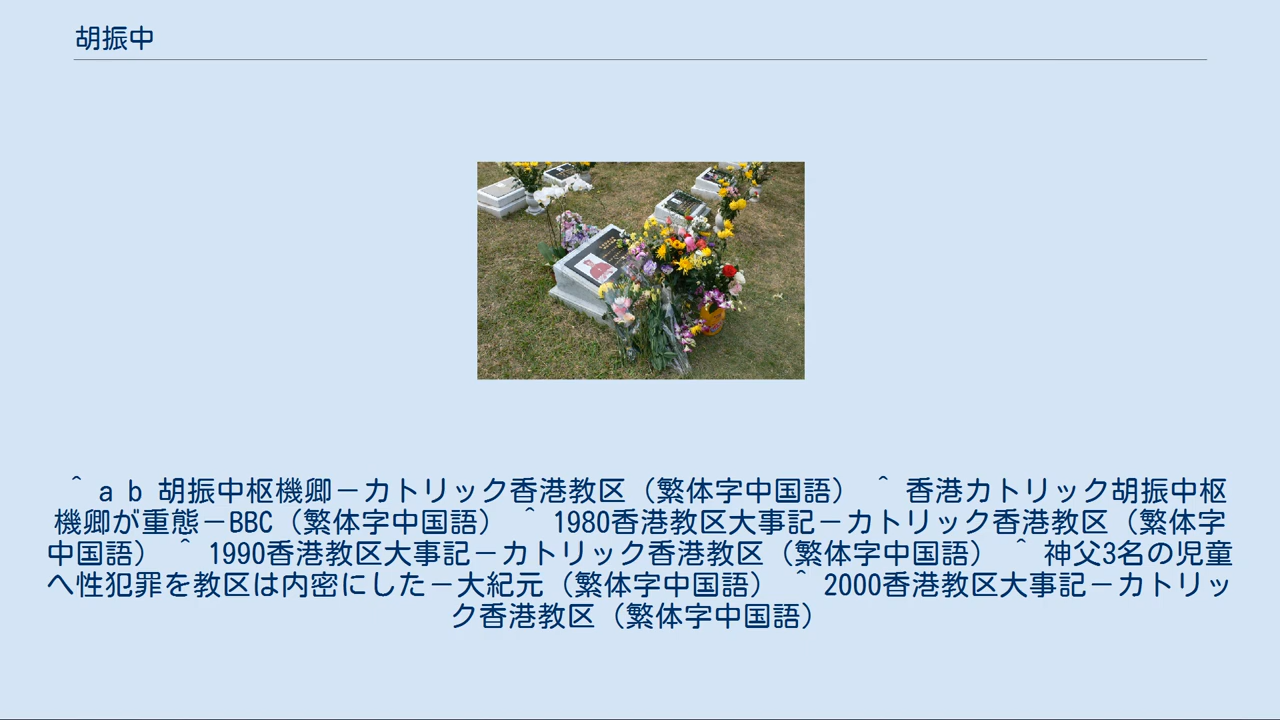 胡振中
^ a b 胡振中枢機卿－カトリック香港教区（繁体字中国語） ^ 香港カトリック胡振中枢
機卿が重態－BBC（繁体字中国語） ^ 1980香港教区大事記－カトリック香港教区（繁体字
中国語） ^ 1990香港教区大事記－カトリック香港教区（繁体字中国語） ^ 神父3名の児童
へ性犯罪を教区は内密にした－大紀元（繁体字中国語） ^ 2000香港教区大事記－カトリッ
ク香港教区（繁体字中国語）